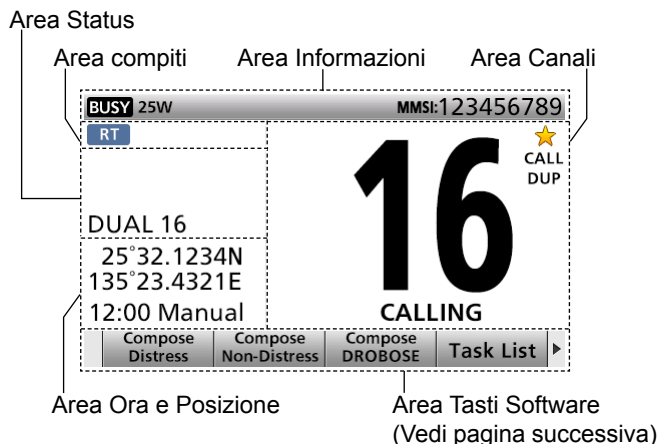 Area Status
Area compiti
Area Informazioni
Area Canali
BUSY 25W
MMSI:123456789
RT
CALL
DUP
16
DUAL 16
25°32.1234N
135°23.4321E
12:00 Manual
CALLING
Compose
Distress
Compose
Non-Distress
Compose
DROBOSE
Task List
Area Ora e Posizione
Area Tasti Software
(Vedi pagina successiva)